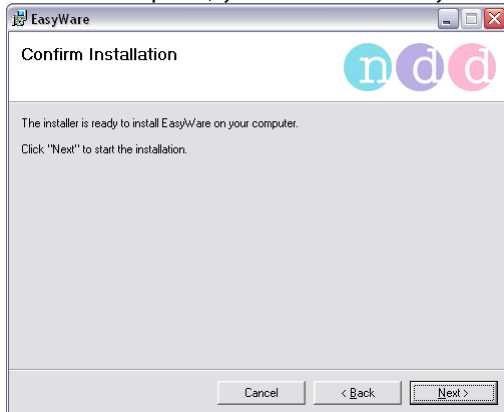 EasyWare
Confirm Installation
ndd
The installer is ready to install EasyWare on your computer.
Click "Next" to start the installation.
Cancel
< Back
Next >